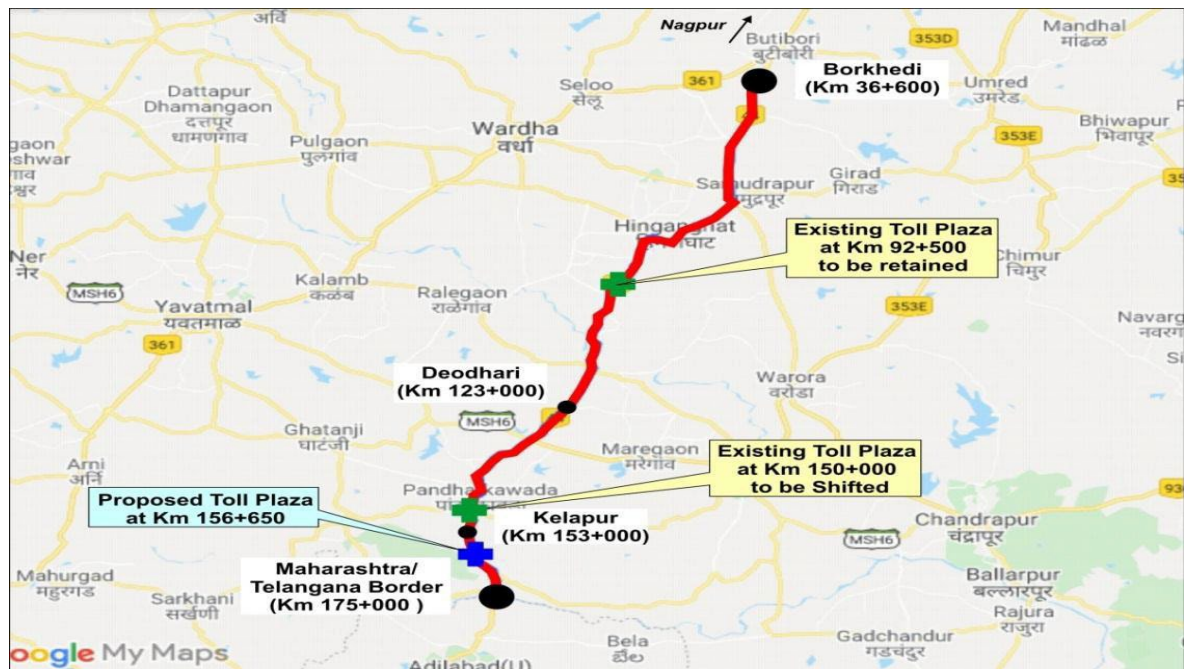 Nagpur
Butibori
बुटीबोरी
353D
Mandhal
मांढळ
Dattapur
Dhamangaon
दत्तपूर
धामणगाव
Seloo
सेलू
361
Borkhedi
(Km 36+600)
Umred
उमरेड
Wardha
वर्धा
Pulgaon
पुलगांव
353E
Bhiwapur
भिवापुर
Girad
गिराड
Hinganghat
Existing Toll Plaza
at Km 92+500
to be retained
Chimur
चिमुर
Ner
नेर
MSH6
Kalamb
कळंब
Ralegaon
राळेगांव
Yavatmal
यवतमाळ
361
353E
Deodhari
(Km 123+000)
MSH6
Warora
वरोडा
Ghatanji
घाटंजी
Maregaon
मरेगाँव
Existing Toll Plaza
at Km 150+000
to be Shifted
Arni
अर्नि
Proposed Toll Plaza
at Km 156+650
Kelapur
(Km 153+000)
Chandrapur
चंद्रपूर
MSH6
Maharashtra/
Telangana Border
(Km 175+000 )
Mahurgad
माहुरगड
Sarkhani
सरखणी
Ballarpur
बल्लारपूर
Rajura
राजुरा
Bela
బేల
Gadchandur
गडचंदुर
Adilabad(U)
My Maps